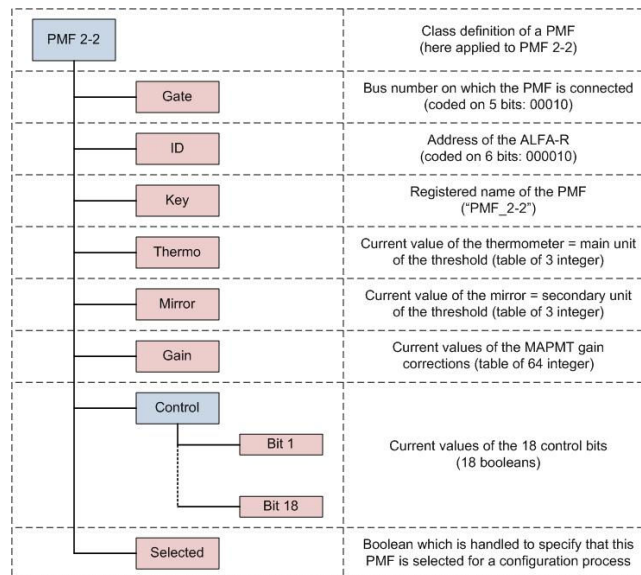 PMF 2-2
Class definition of a PMF
(here applied to PMF 2-2)
Gate
Bus number on which the PMF is connected
(coded on 5 bits: 00010)
ID
Address of the ALFA-R
(coded on 6 bits: 000010)
Key
Registered name of the PMF
("PMF_2-2")
Thermo
Current value of the thermometer = main unit
of the threshold (table of 3 integer)
Mirror
Current value of the mirror = secondary unit
of the threshold (table of 3 integer)
Gain
Current values of the MAPMT gain
corrections (table of 64 integer)
Control
Bit 1
Bit 18
Current values of the 18 control bits
(18 booleans)
Selected
Boolean which is handled to specify that this
PMF is selected for a configuration process